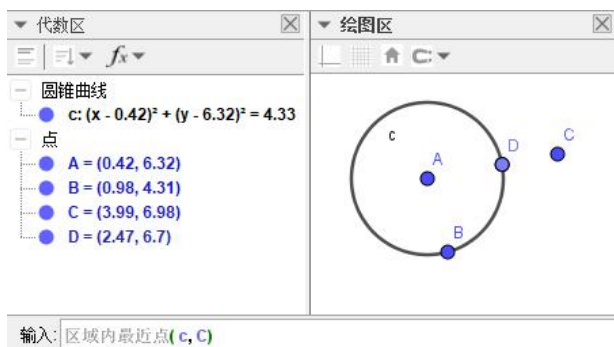 代数区
绘图区
fx
圆锥曲线
c: (x - 0.42)² + (y - 6.32)² = 4.33
点
A = (0.42, 6.32)
B = (0.98, 4.31)
C = (3.99, 6.98)
D = (2.47, 6.7)
c
A
D
C
B
输入: 区域内最近点( c, C)